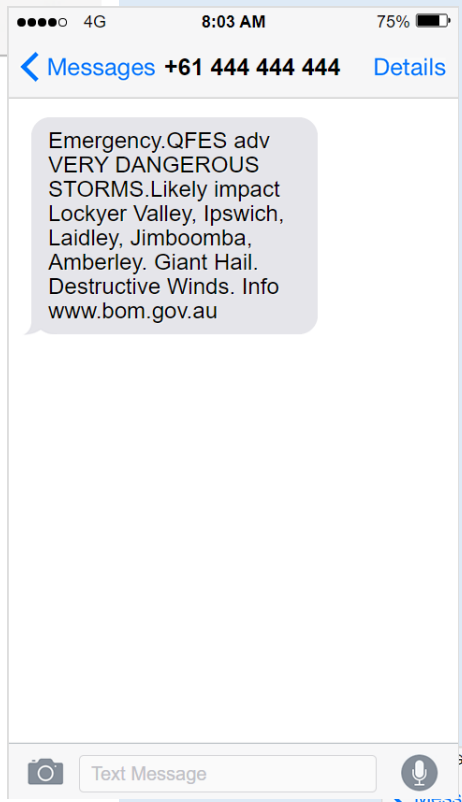 4G 8:03 AM 75%
Messages +61 444 444 444 Details
Emergency.QFES adv
VERY DANGEROUS
STORMS.Likely impact
Lockyer Valley, Ipswich,
Laidley, Jimboomba,
Amberley. Giant Hail.
Destructive Winds. Info
www.bom.gov.au
Text Message